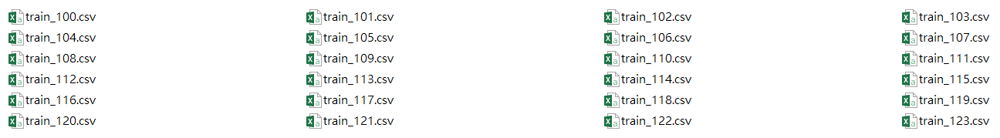 train_100.csv train_101.csv train_102.csv train_103.csv
train_104.csv train_105.csv train_106.csv train_107.csv
train_108.csv train_109.csv train_110.csv train_111.csv
train_112.csv train_113.csv train_114.csv train_115.csv
train_116.csv train_117.csv train_118.csv train_119.csv
train_120.csv train_121.csv train_122.csv train_123.csv